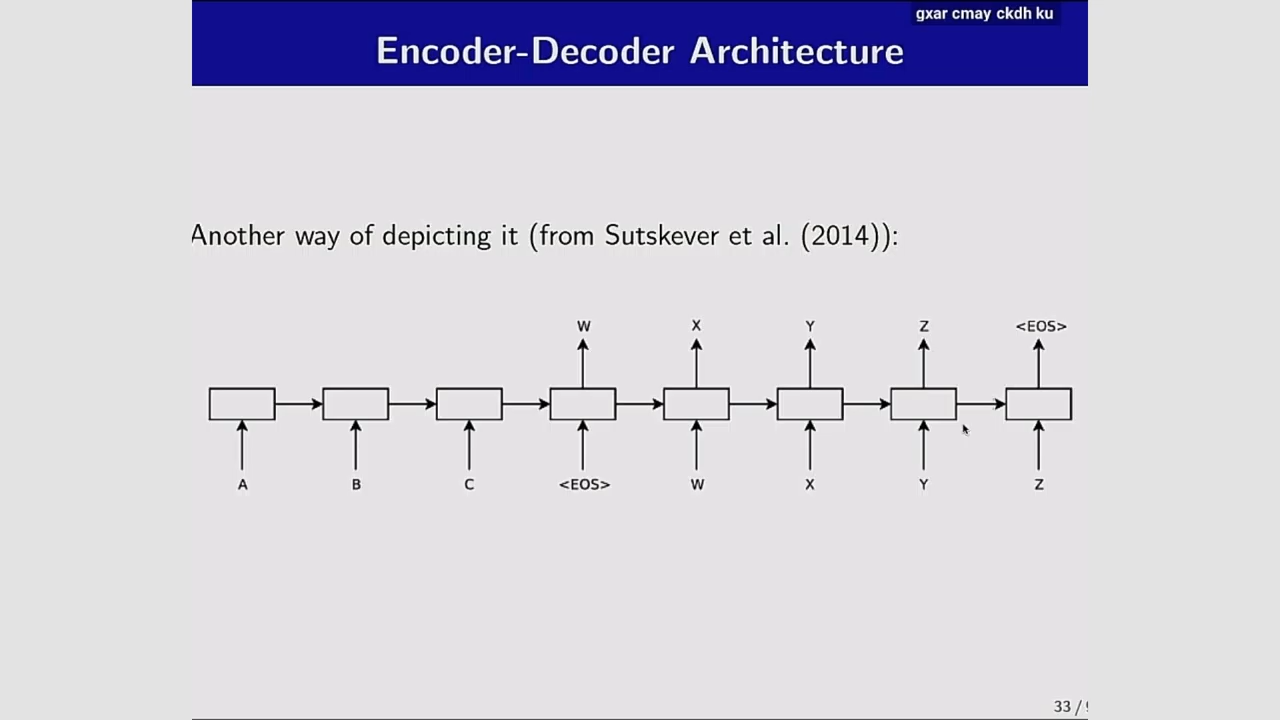 gxar cmay ckdh ku
Encoder-Decoder Architecture
Another way of depicting it (from Sutskever et al. (2014)):
W X Y Z <EOS>
A B C <EOS> W X Y Z
33 /